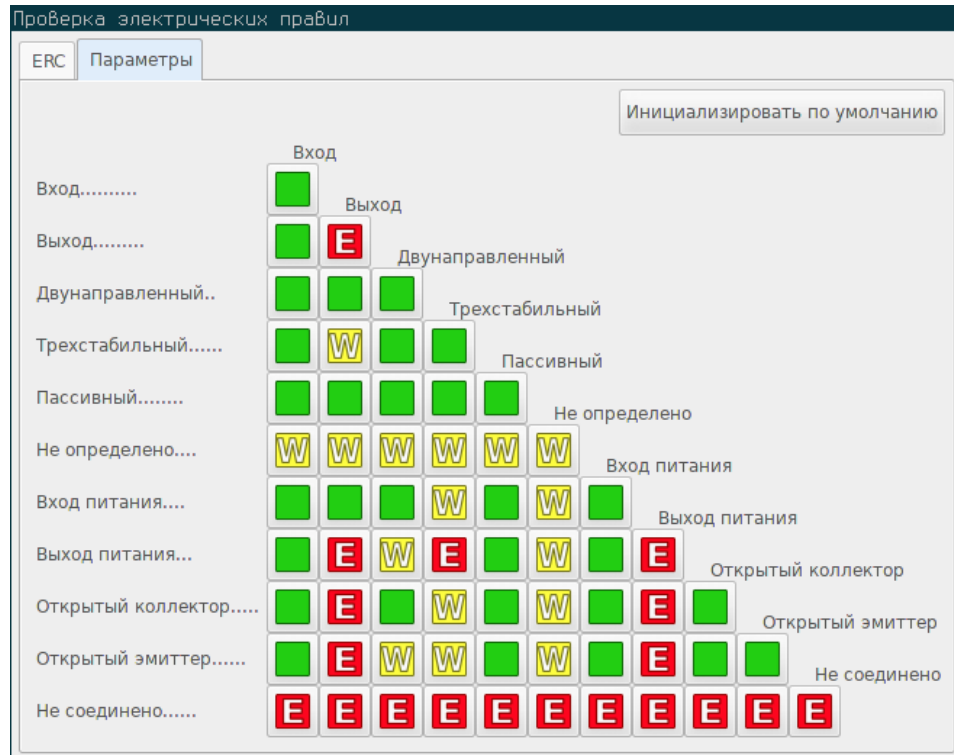 Проверка электрических правил
ERC Параметры
Инициализировать по умолчанию
Вход
Вход..........
Выход
Выход......... E
Двунаправленный
Двунаправленный..
Трехстабильный
Трехстабильный...... W
Пассивный
Пассивный........
Не определено
Не определено.... W W W W W W
Вход питания
Вход питания.... W W
Выход питания
Выход питания... E W E W E
Открытый коллектор
Открытый коллектор..... E W W E
Открытый эмиттер
Открытый эмиттер...... E W W W E
Не соединено
Не соединено...... E E E E E E E E E E E